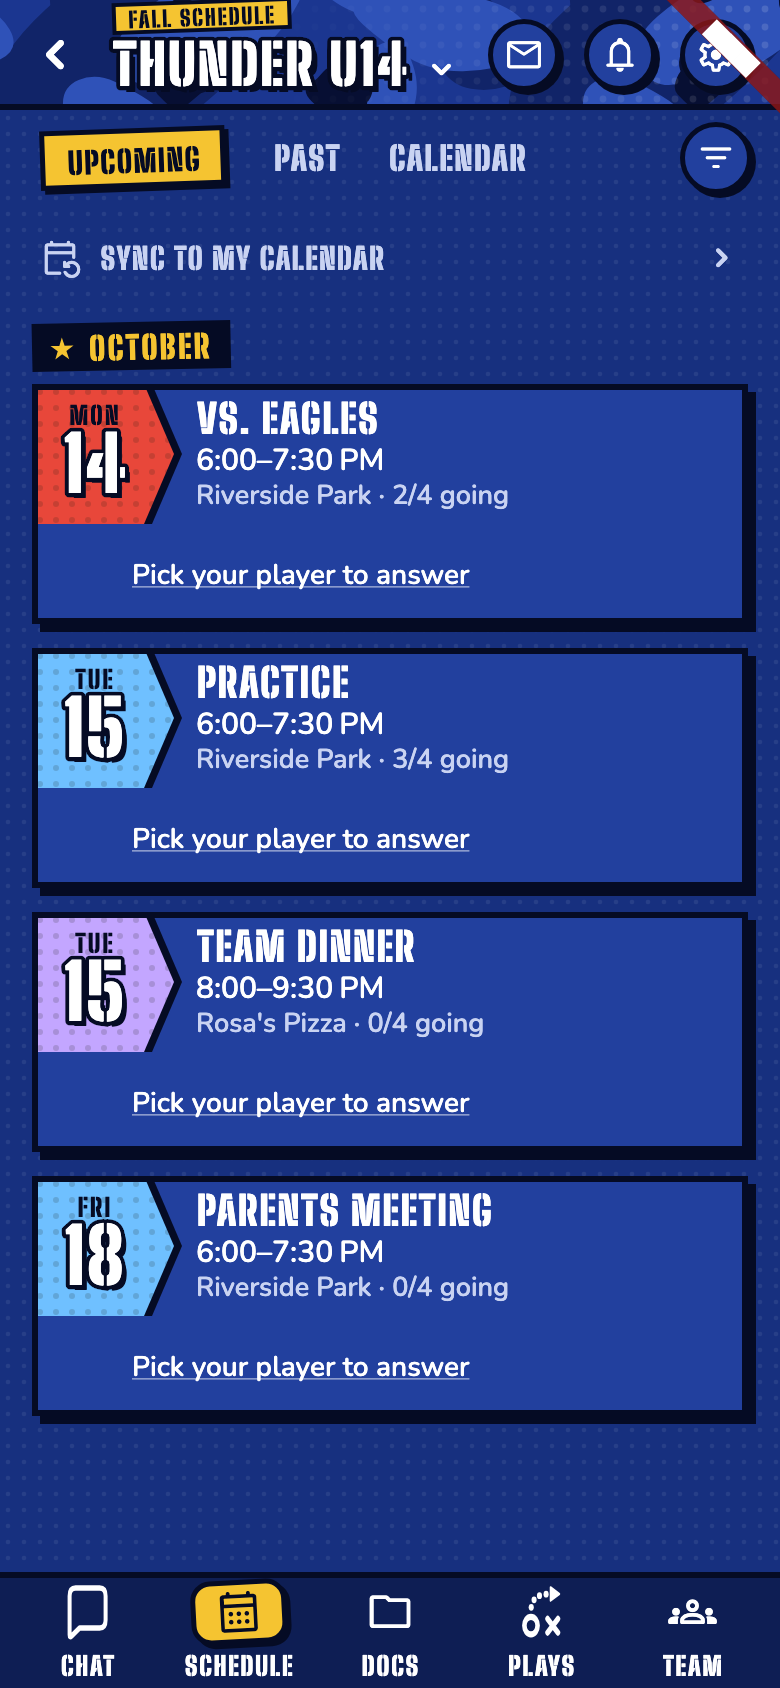 FALL SCHEDULE
THUNDER U14
UPCOMING
PAST
CALENDAR
SYNC TO MY CALENDAR
★ OCTOBER
MON
14
VS. EAGLES
6:00–7:30 PM
Riverside Park · 2/4 going
Pick your player to answer
TUE
15
PRACTICE
6:00–7:30 PM
Riverside Park · 3/4 going
Pick your player to answer
TUE
15
TEAM DINNER
8:00–9:30 PM
Rosa's Pizza · 0/4 going
Pick your player to answer
FRI
18
PARENTS MEETING
6:00–7:30 PM
Riverside Park · 0/4 going
Pick your player to answer
CHAT
SCHEDULE
DOCS
PLAYS
TEAM